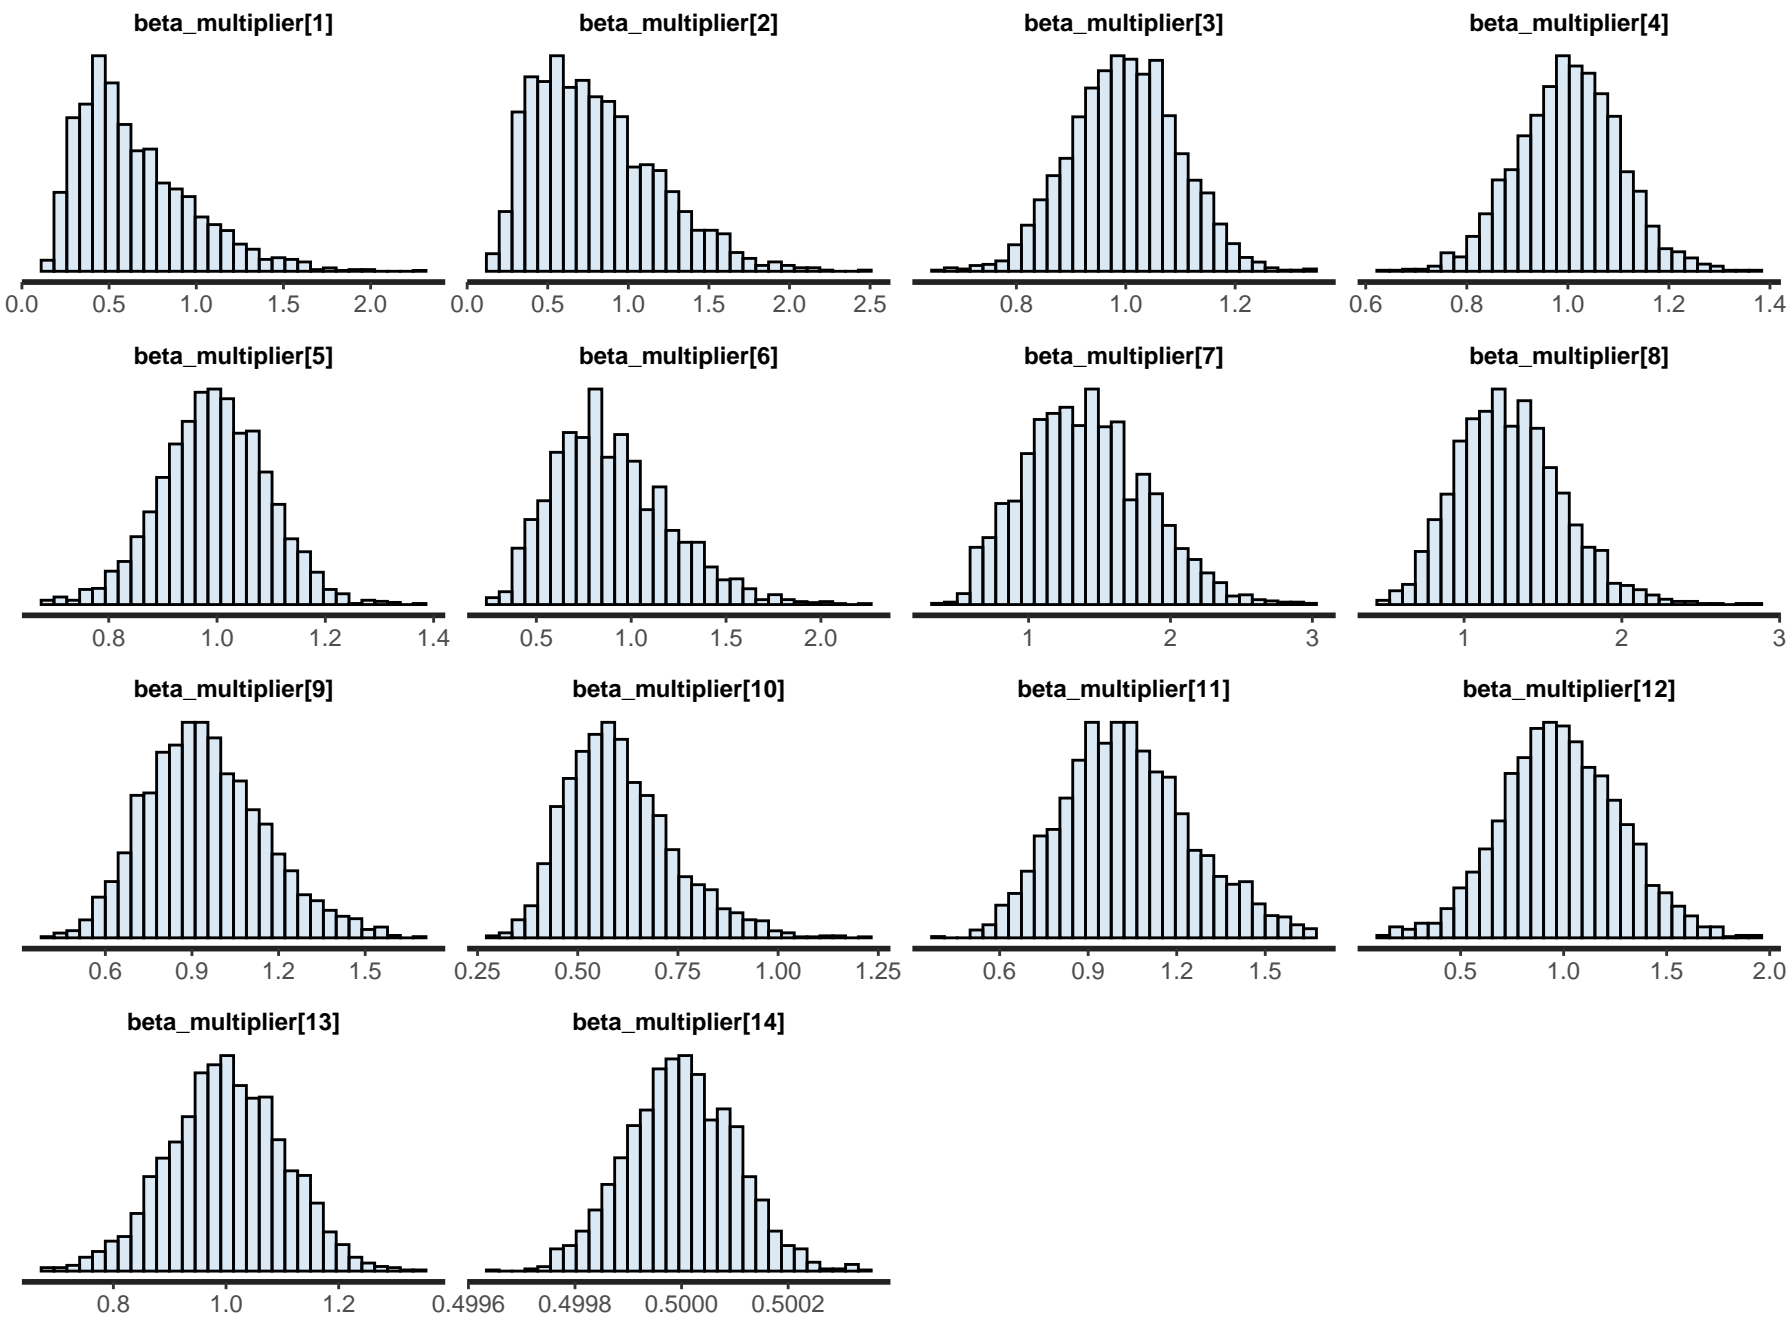 beta_multiplier[1] beta_multiplier[2] beta_multiplier[3] beta_multiplier[4]
0.0 0.5 1.0 1.5 2.0 0.0 0.5 1.0 1.5 2.0 2.5 0.8 1.0 1.2 0.6 0.8 1.0 1.2 1.4
beta_multiplier[5] beta_multiplier[6] beta_multiplier[7] beta_multiplier[8]
0.8 1.0 1.2 1.4 0.5 1.0 1.5 2.0 1 2 3 1 2 3
beta_multiplier[9] beta_multiplier[10] beta_multiplier[11] beta_multiplier[12]
0.6 0.9 1.2 1.5 0.25 0.50 0.75 1.00 1.25 0.6 0.9 1.2 1.5 0.5 1.0 1.5 2.0
beta_multiplier[13] beta_multiplier[14]
0.8 1.0 1.2 0.4996 0.4998 0.5000 0.5002